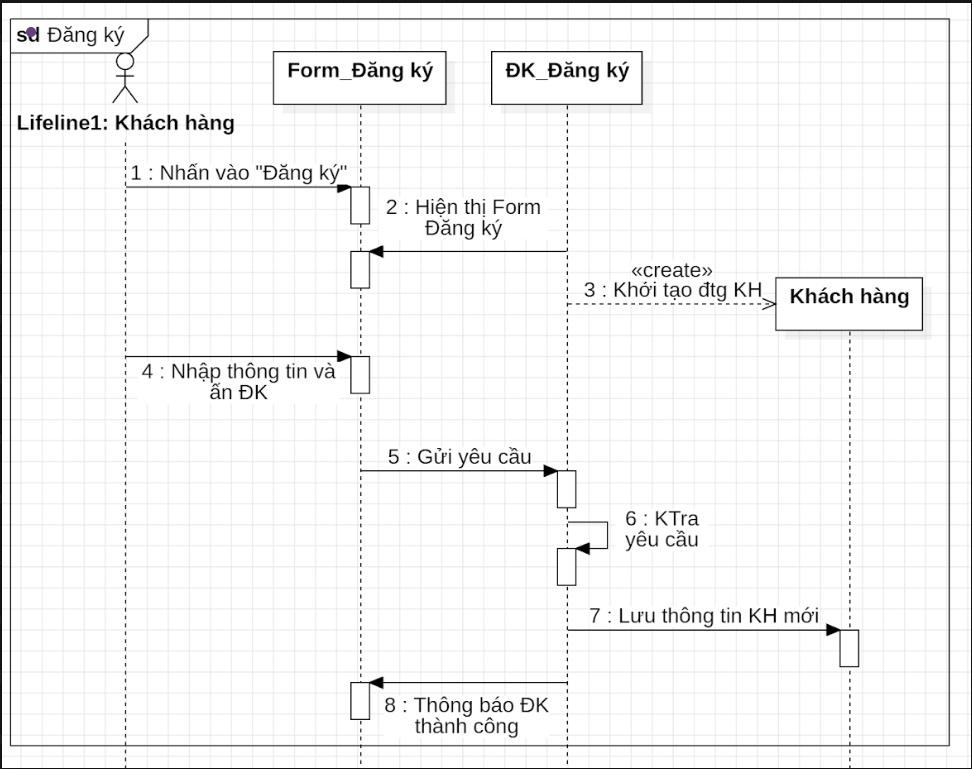 sd Đăng ký
Form_Đăng ký
ĐK_Đăng ký
Lifeline1: Khách hàng
1 : Nhấn vào "Đăng ký"
2 : Hiện thị Form
Đăng ký
«create»
3 : Khởi tạo đtg KH
Khách hàng
4 : Nhập thông tin và
ấn ĐK
5 : Gửi yêu cầu
6 : KTra
yêu cầu
7 : Lưu thông tin KH mới
8 : Thông báo ĐK
thành công